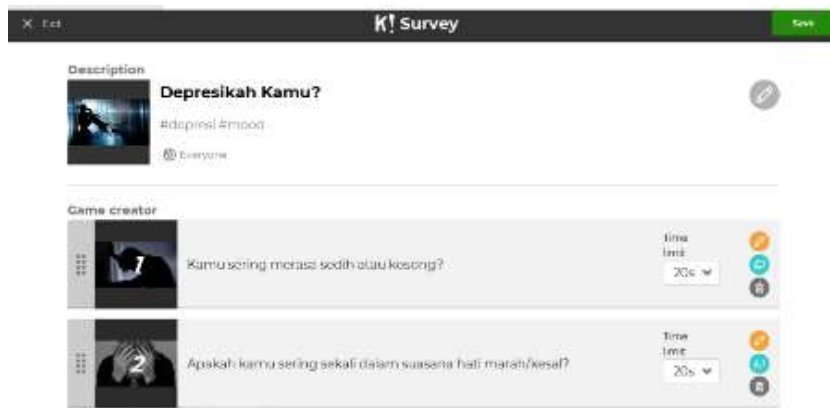 Exit
K! Survey
Save
Description
Depresikah Kamu?
#depresi #mood
Everyone
Game creator
1
Kamu sering merasa sedih atau kosong?
Time
limit
20s
2
Apakah kamu sering sekali dalam suasana hati marah/kesal?
Time
limit
20s